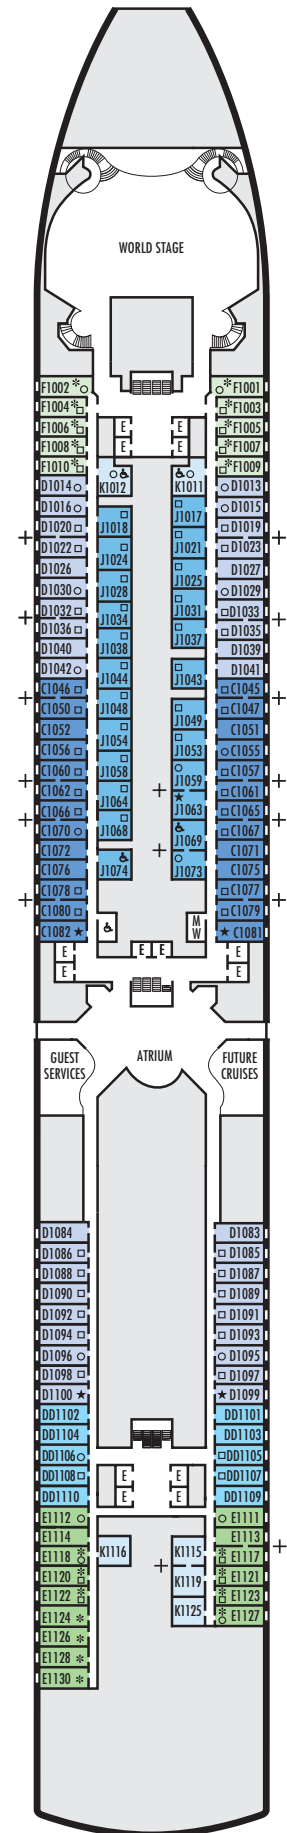 WORLD STAGE
F1002
F1004
F1006
F1008
F1010
D1014
D1016
D1020
D1022
D1026
D1030
D1032
D1036
D1040
D1042
C1046
C1050
C1052
C1056
C1060
C1062
C1066
C1070
C1072
C1076
C1078
C1080
C1082
E
E
K1012
J1018
J1024
J1028
J1034
J1038
J1044
J1048
J1054
J1058
J1064
J1068
J1074
E
E
K1011
J1017
J1021
J1025
J1031
J1037
J1043
J1049
J1053
J1059
J1063
J1069
J1073
M
W
F1001
F1003
F1005
F1007
F1009
D1013
D1015
D1019
D1023
D1027
D1029
D1033
D1035
D1039
D1041
C1045
C1047
C1051
C1055
C1057
C1061
C1065
C1067
C1071
C1075
C1077
C1079
C1081
E
E
E E
E
E
GUEST
SERVICES
ATRIUM
FUTURE
CRUISES
D1084
D1086
D1088
D1090
D1092
D1094
D1096
D1098
D1100
DD1102
DD1104
DD1106
DD1108
DD1110
E1112
E1114
E1118
E1120
E1122
E1124
E1126
E1128
E1130
E
E
E
E
K1116
K1115
K1119
K1125
D1083
D1085
D1087
D1089
D1091
D1093
D1095
D1097
D1099
DD1101
DD1103
DD1105
DD1107
DD1109
E1111
E1113
E1117
E1121
E1123
E1127